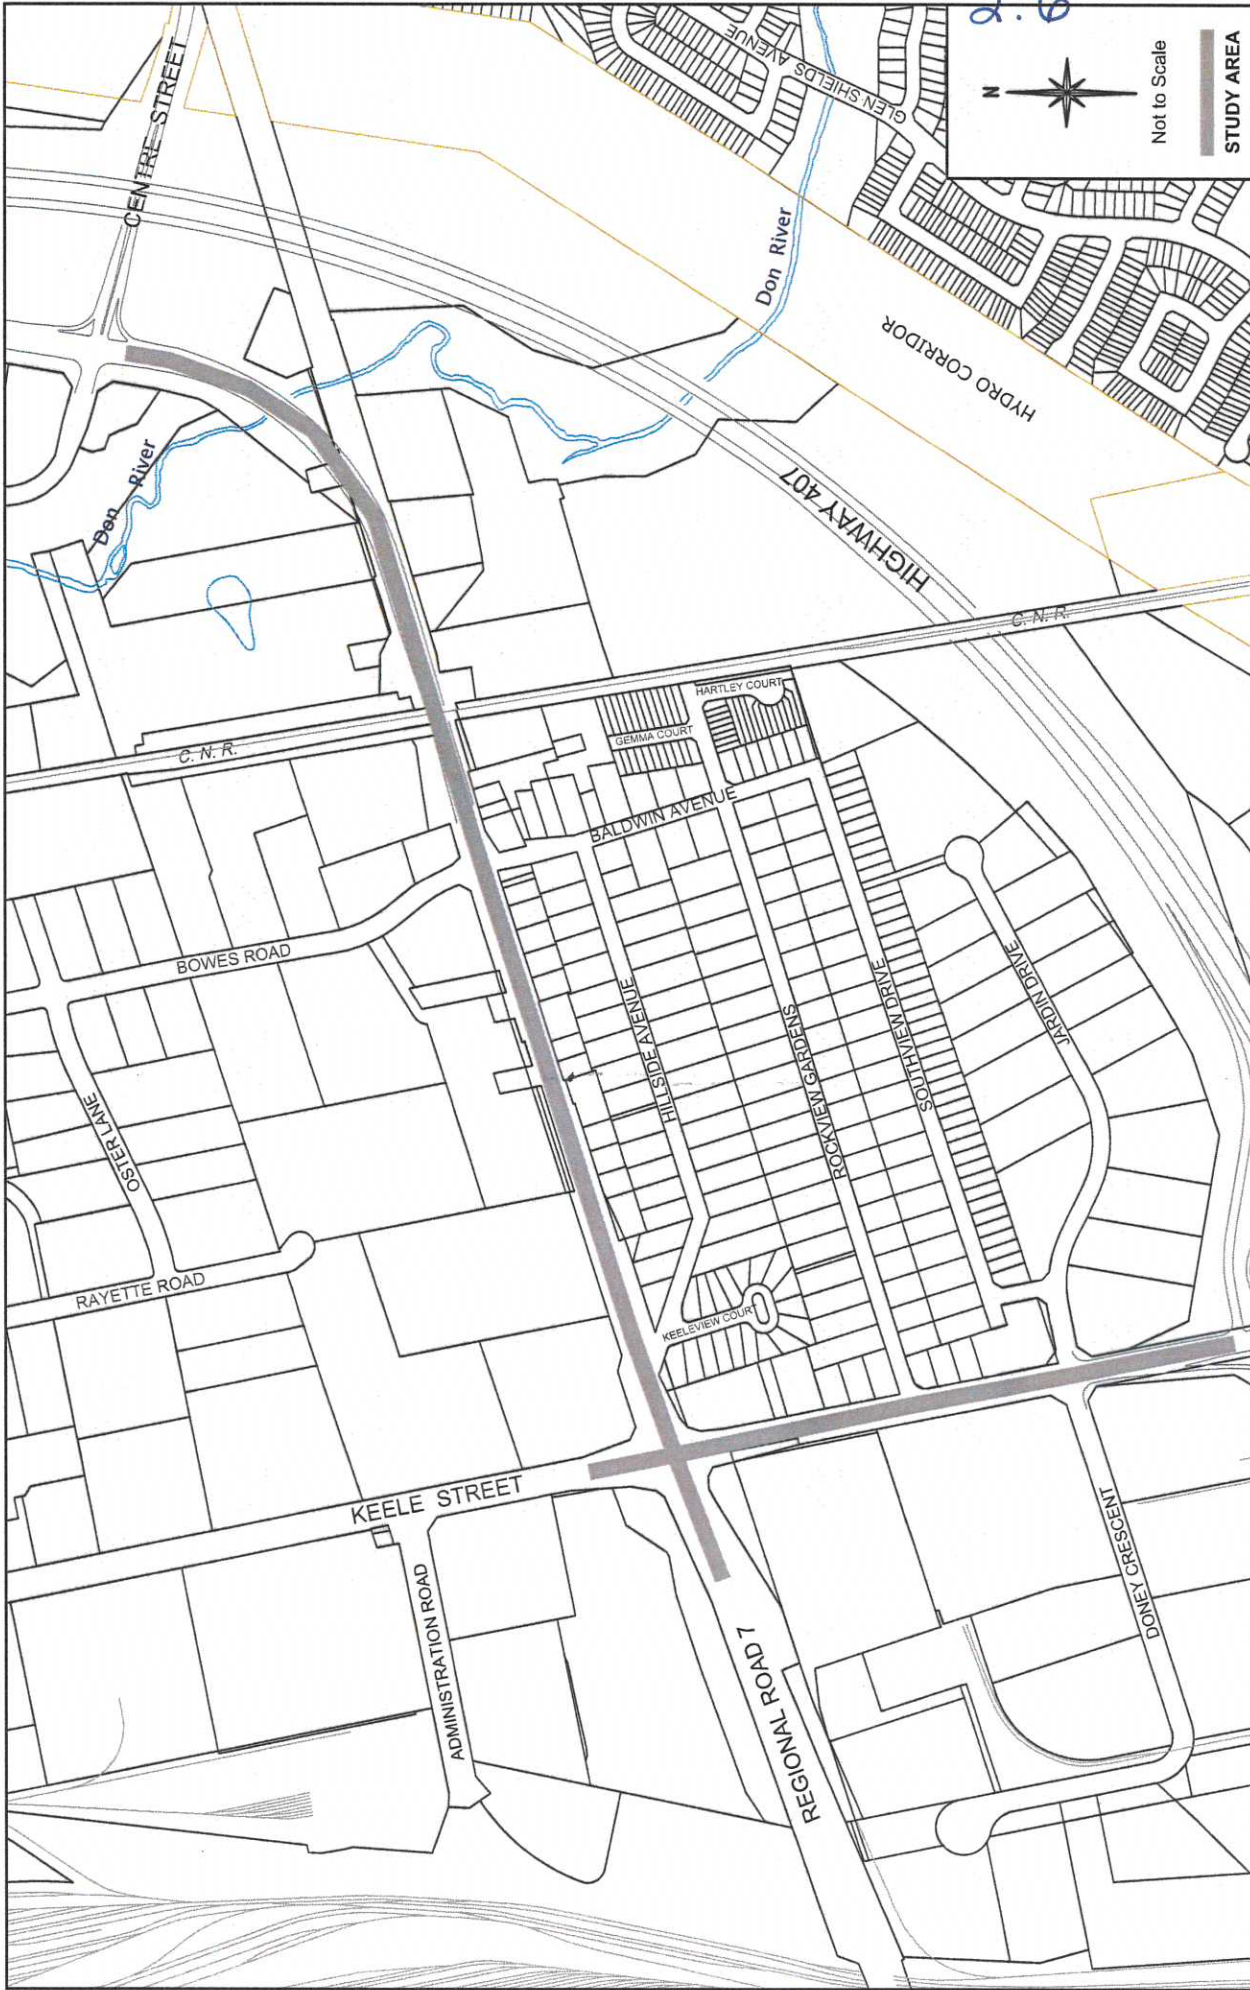 CENTRE STREET
GLEN SHIELDS AVENUE
2.6
N
Not to Scale
STUDY AREA
Don River
Don River
HYDRO CORRIDOR
HIGHWAY 407
C. N. R.
C. N. R.
HARTLEY COURT
GEMMA COURT
BALDWIN AVENUE
BOWES ROAD
HILLSIDE AVENUE
ROCKVIEW GARDENS
SOUTHVIEW DRIVE
JARDIN DRIVE
OSTER LANE
RAYETTE ROAD
KEELEVIEW COURT
KEELE STREET
ADMINISTRATION ROAD
REGIONAL ROAD 7
DONEY CRESCENT